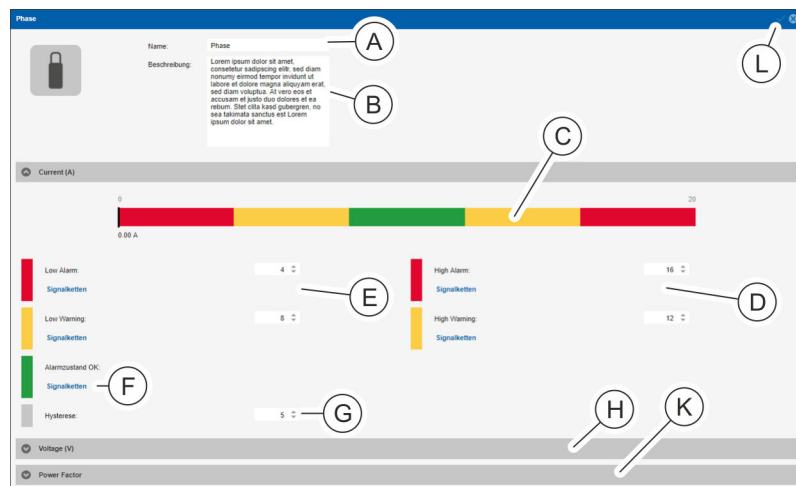 Phase
Name:
Phase
A
L
Beschreibung:
Lorem ipsum dolor sit amet,
consetetur sadipscing elitr, sed diam
nonumy eirmod tempor invidunt ut
labore et dolore magna aliquyam erat,
sed diam voluptua. At vero eos et
accusam et justo duo dolores et ea
rebum. Stet clita kasd gubergren, no
sea takimata sanctus est Lorem
ipsum dolor sit amet.
B
C
Current (A)
0
20
0.00 A
Low Alarm:
4
High Alarm:
16
Signalketten
E
Signalketten
D
Low Warning:
8
High Warning:
12
Signalketten
Signalketten
Alarmzustand OK:
Signalketten
F
Hysterese:
5
G
H
K
Voltage (V)
Power Factor